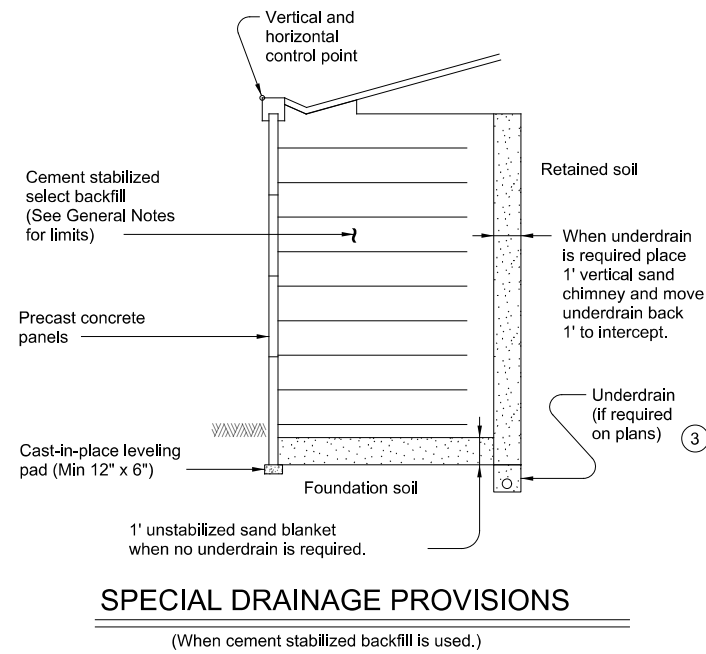 Vertical and
horizontal
control point
Cement stabilized
select backfill
(See General Notes
for limits)
Retained soil
When underdrain
is required place
1' vertical sand
chimney and move
underdrain back
1' to intercept.
Precast concrete
panels
Underdrain
(if required
on plans)
3
Cast-in-place leveling
pad (Min 12" x 6")
Foundation soil
1' unstabilized sand blanket
when no underdrain is required.
SPECIAL DRAINAGE PROVISIONS
(When cement stabilized backfill is used.)